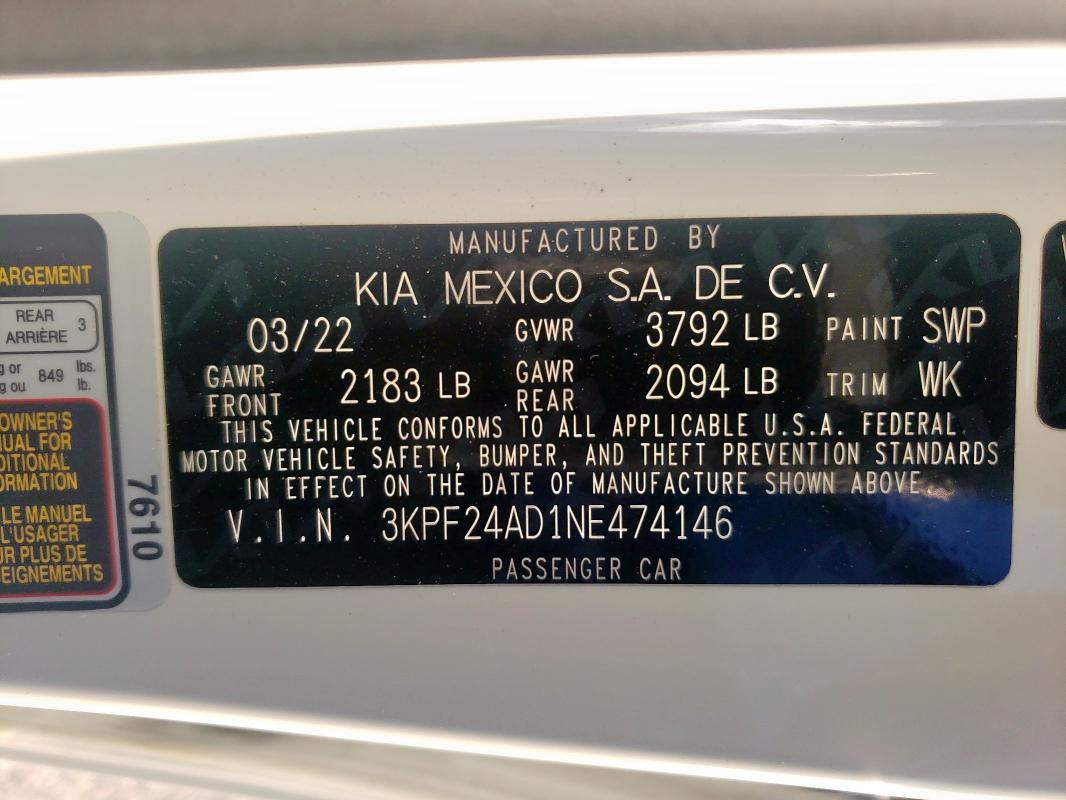 MANUFACTURED BY
KIA MEXICO S.A. DE C.V.
03/22 GVWR 3792 LB PAINT SWP
GAWR FRONT 2183 LB GAWR REAR 2094 LB TRIM WK
THIS VEHICLE CONFORMS TO ALL APPLICABLE U.S.A. FEDERAL
MOTOR VEHICLE SAFETY, BUMPER, AND THEFT PREVENTION STANDARDS
IN EFFECT ON THE DATE OF MANUFACTURE SHOWN ABOVE.
V.I.N. 3KPF24AD1NE474146
PASSENGER CAR
ARGEMENT
REAR
ARRIÈRE 3
g or 849 lbs.
g ou lb.
OWNER'S
UAL FOR
DITIONAL
ORMATION
LE MANUEL
L'USAGER
UR PLUS DE
EIGNEMENTS
7610